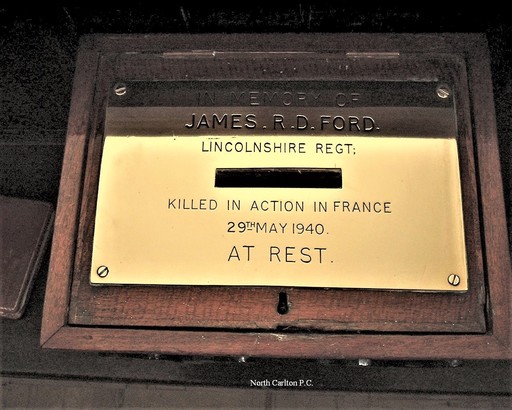 IN MEMORY OF
JAMES. R.D. FORD.
LINCOLNSHIRE REGT;
KILLED IN ACTION IN FRANCE
29TH MAY 1940.
AT REST.
North Carlton P.C.